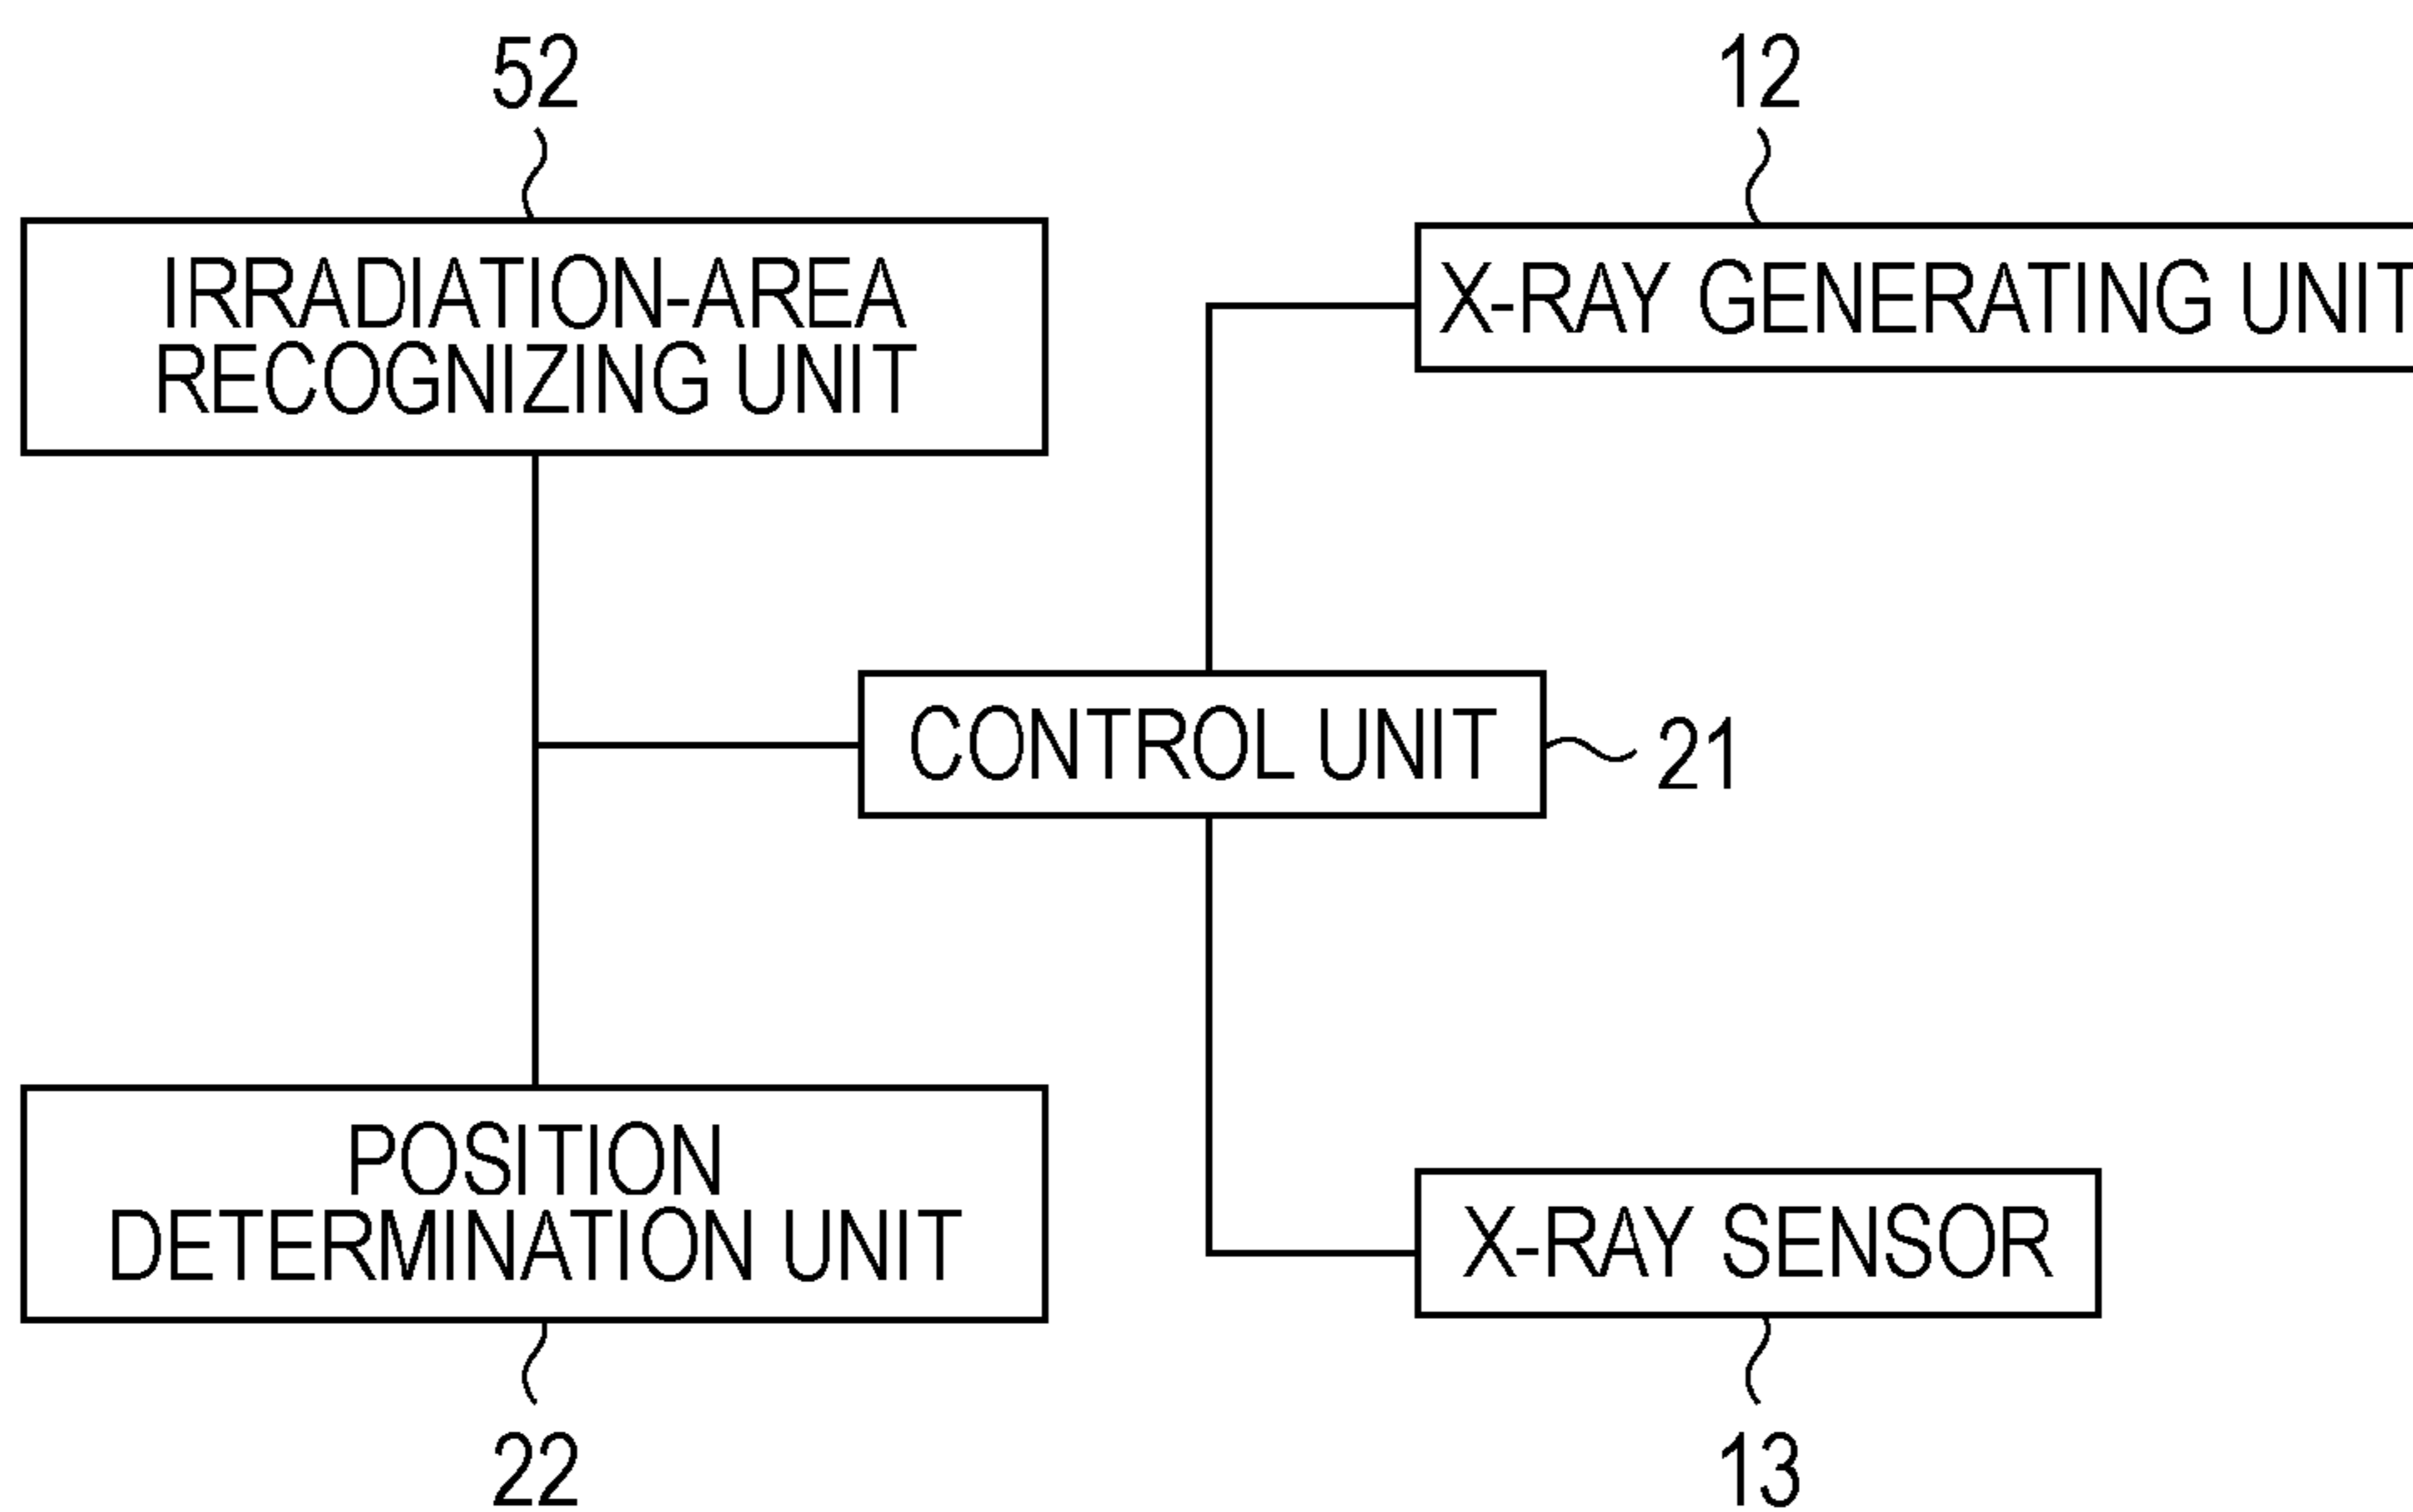 52
IRRADIATION-AREA
RECOGNIZING UNIT
12
X-RAY GENERATING UNIT
CONTROL UNIT
21
POSITION
DETERMINATION UNIT
22
X-RAY SENSOR
13